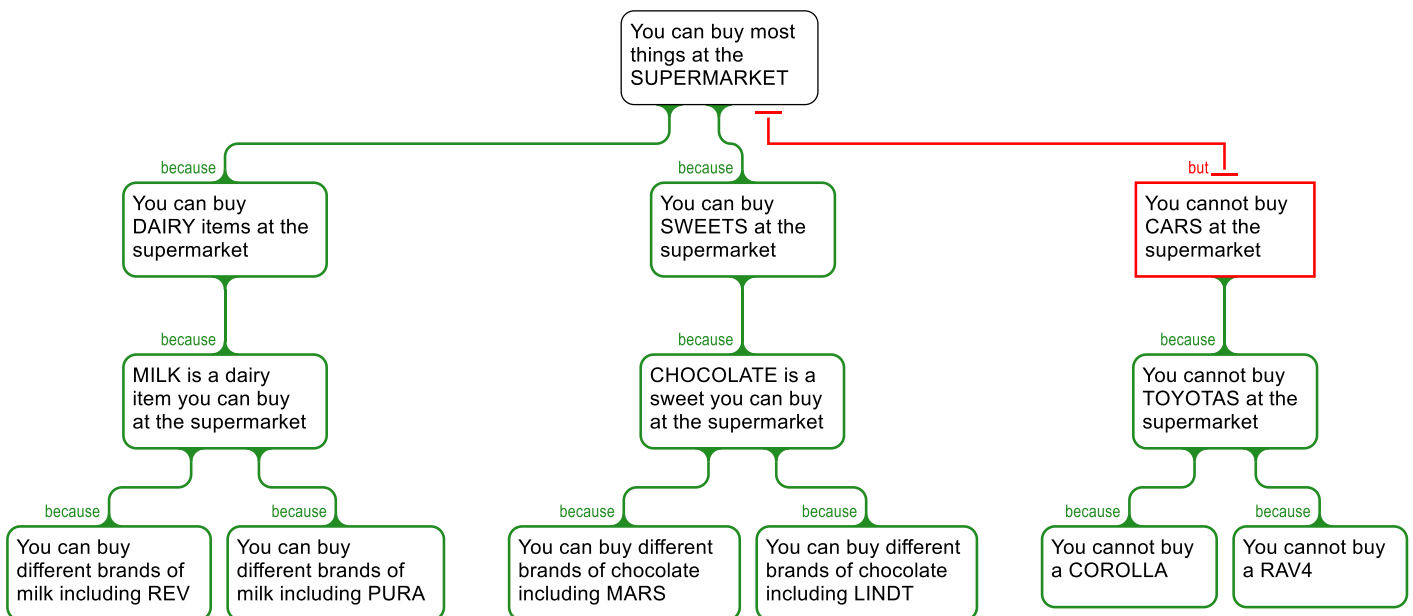 You can buy most
things at the
SUPERMARKET
because
because
but
You can buy
DAIRY items at the
supermarket
You can buy
SWEETS at the
supermarket
You cannot buy
CARS at the
supermarket
because
because
because
MILK is a dairy
item you can buy
at the supermarket
CHOCOLATE is a
sweet you can buy
at the supermarket
You cannot buy
TOYOTAS at the
supermarket
because
because
because
because
because
because
You can buy
different brands of
milk including REV
You can buy
different brands of
milk including PURA
You can buy different
brands of chocolate
including MARS
You can buy different
brands of chocolate
including LINDT
You cannot buy
a COROLLA
You cannot buy
a RAV4